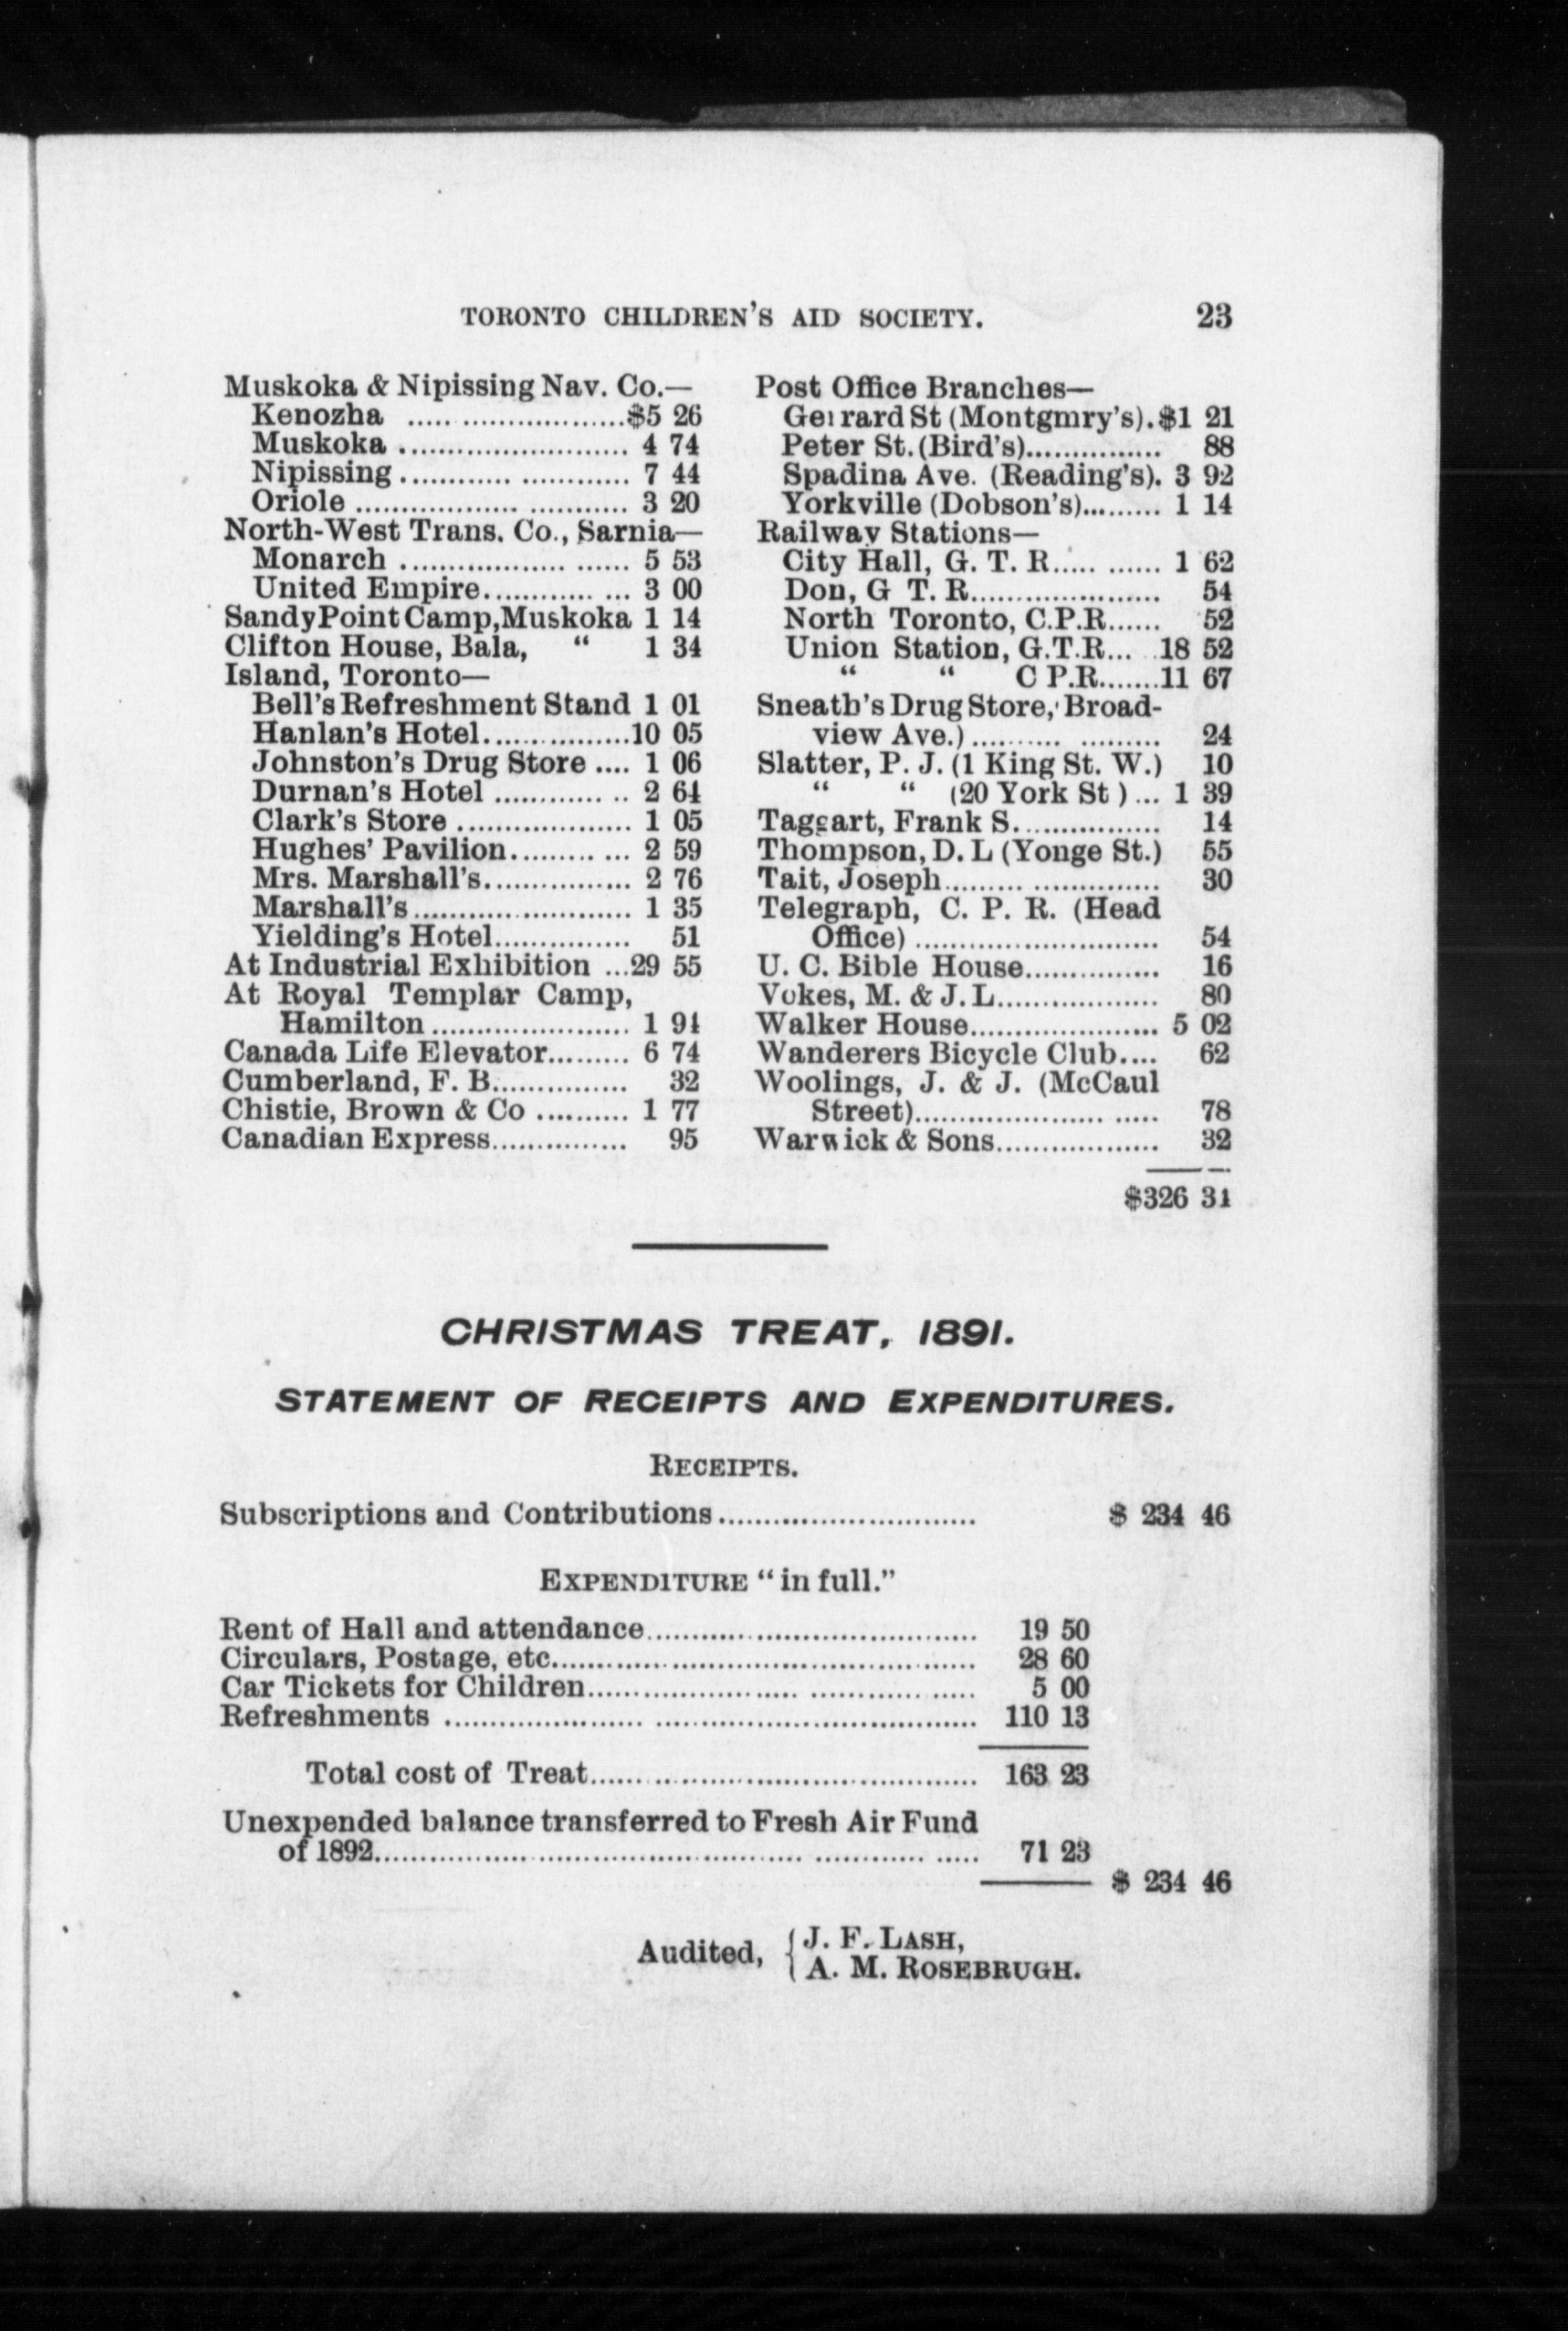 TORONTO CHILDREN'S AID SOCIETY. 23
Muskoka & Nipissing Nav. Co.—
Kenozha ........................$5 26
Muskoka .......................... 4 74
Nipissing .......................... 7 44
Oriole .............................. 3 20
North-West Trans. Co., Sarnia—
Monarch .......................... 5 53
United Empire................ 3 00
Sandy Point Camp, Muskoka 1 14
Clifton House, Bala, " 1 34
Island, Toronto—
Bell's Refreshment Stand 1 01
Hanlan's Hotel.................10 05
Johnston's Drug Store .... 1 06
Durnan's Hotel ............... 2 64
Clark's Store .................... 1 05
Hughes' Pavilion............. 2 59
Mrs. Marshall's................ 2 76
Marshall's ........................ 1 35
Yielding's Hotel............... 51
At Industrial Exhibition ...29 55
At Royal Templar Camp,
Hamilton ...................... 1 94
Canada Life Elevator......... 6 74
Cumberland, F. B............... 32
Chistie, Brown & Co .......... 1 77
Canadian Express............... 95
Post Office Branches—
Gerrard St (Montgmry's).$1 21
Peter St. (Bird's)............... 88
Spadina Ave. (Reading's). 3 92
Yorkville (Dobson's)......... 1 14
Railway Stations—
City Hall, G. T. R........... 1 62
Don, G T. R..................... 54
North Toronto, C.P.R...... 52
Union Station, G.T.R... 18 52
" " C P.R.......11 67
Sneath's Drug Store, Broad-
view Ave.) ..................... 24
Slatter, P. J. (1 King St. W.) 10
" " (20 York St ) ... 1 39
Taggart, Frank S................ 14
Thompson, D. L (Yonge St.) 55
Tait, Joseph........................ 30
Telegraph, C. P. R. (Head
Office) ........................... 54
U. C. Bible House............... 16
Vokes, M. & J. L.................. 80
Walker House..................... 5 02
Wanderers Bicycle Club.... 62
Woolings, J. & J. (McCaul
Street).......................... 78
Warwick & Sons.................. 32
$326 31
CHRISTMAS TREAT, 1891.
STATEMENT OF RECEIPTS AND EXPENDITURES.
RECEIPTS.
Subscriptions and Contributions............................ $ 234 46
EXPENDITURE "in full."
Rent of Hall and attendance.................................... 19 50
Circulars, Postage, etc............................................. 28 60
Car Tickets for Children......................................... 5 00
Refreshments ......................................................... 110 13
Total cost of Treat.......................................... 163 23
Unexpended balance transferred to Fresh Air Fund
of 1892................................................................ 71 23
$ 234 46
Audited, { J. F. LASH,
A. M. ROSEBRUGH.